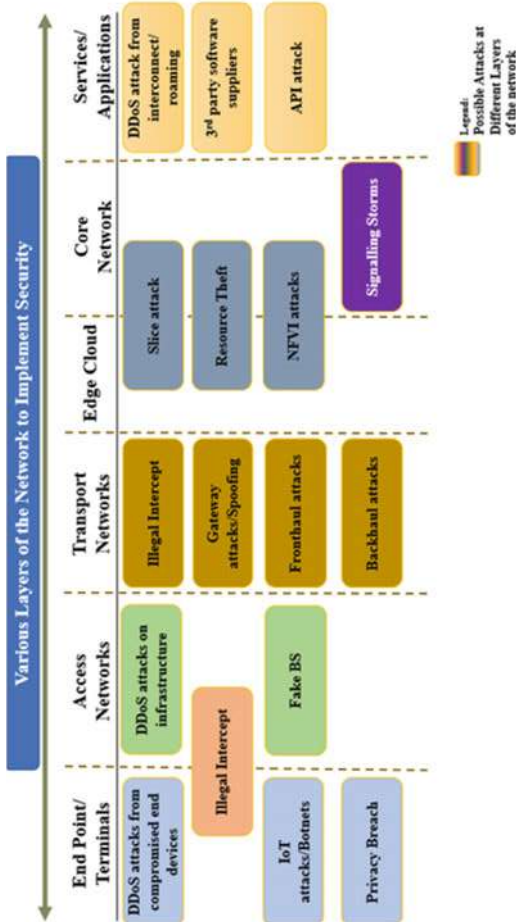 Various Layers of the Network to Implement Security
End Point/
Terminals
Access
Networks
Transport
Networks
Edge Cloud
Core
Network
Services/
Applications
DDoS attacks from
compromised end
devices
DDoS attacks on
infrastructure
Illegal Intercept
Slice attack
DDoS attack from
interconnect/
roaming
Illegal Intercept
Gateway
attacks/Spoofing
Resource Theft
3rd party software
suppliers
IoT
attacks/Botnets
Fake BS
Fronthaul attacks
NFVI attacks
API attack
Privacy Breach
Backhaul attacks
Signalling Storms
Legend:
Possible Attacks at
Different Layers
of the network